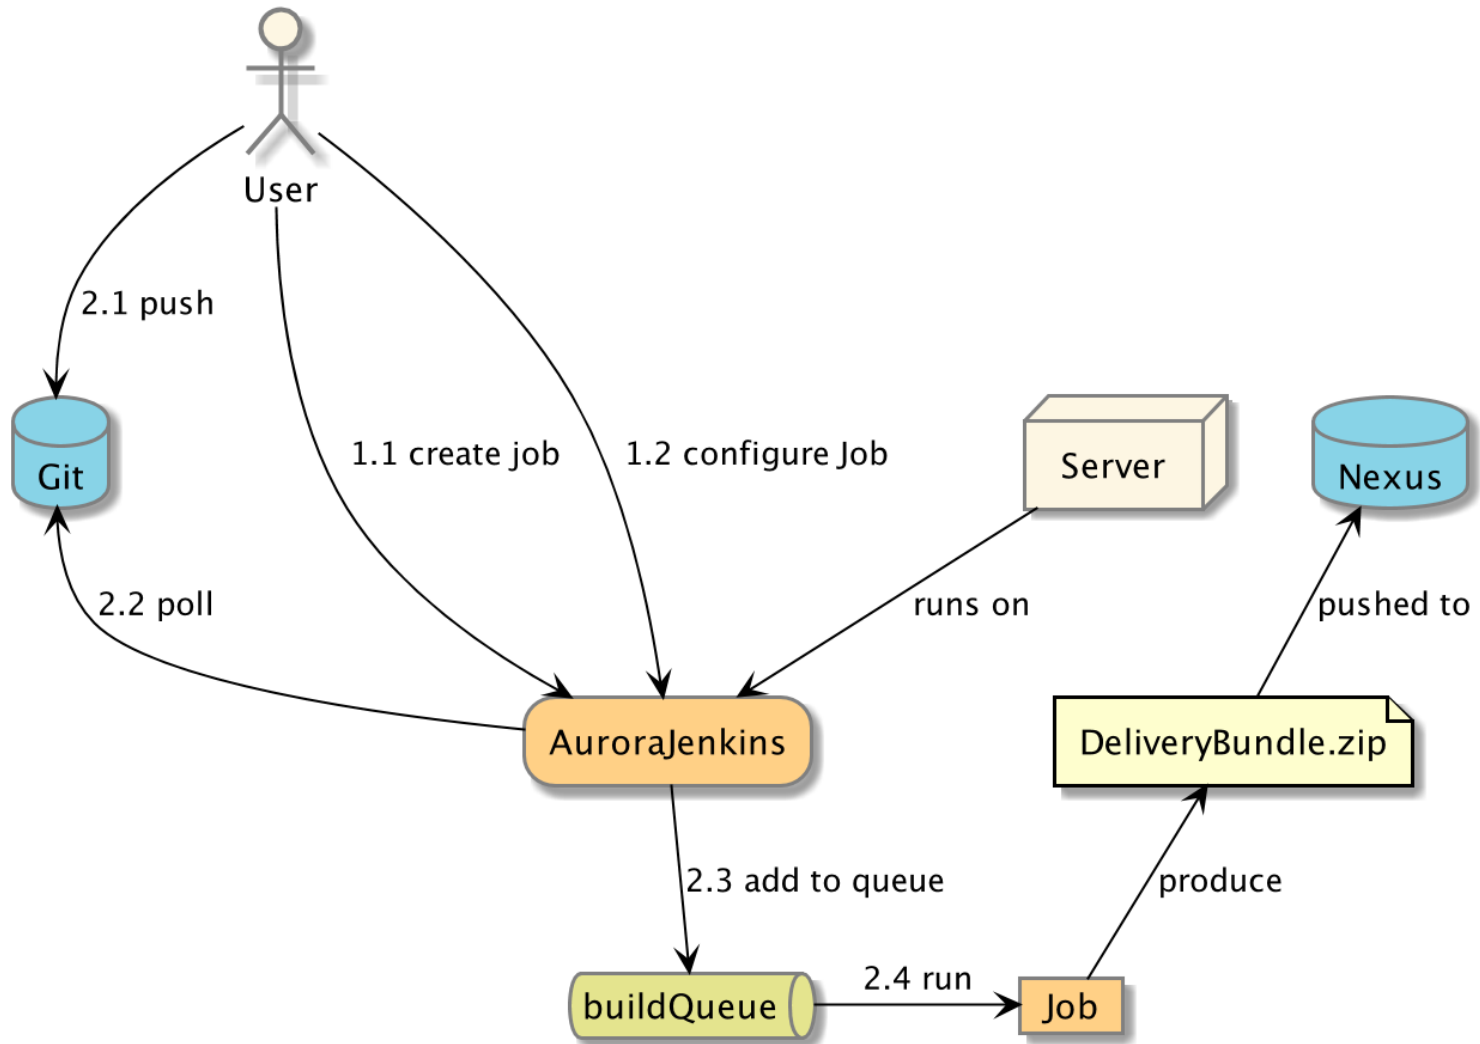 User
2.1 push
1.1 create job
1.2 configure Job
Server
Git
Nexus
2.2 poll
runs on
pushed to
AuroraJenkins
DeliveryBundle.zip
2.3 add to queue
produce
buildQueue
2.4 run
Job